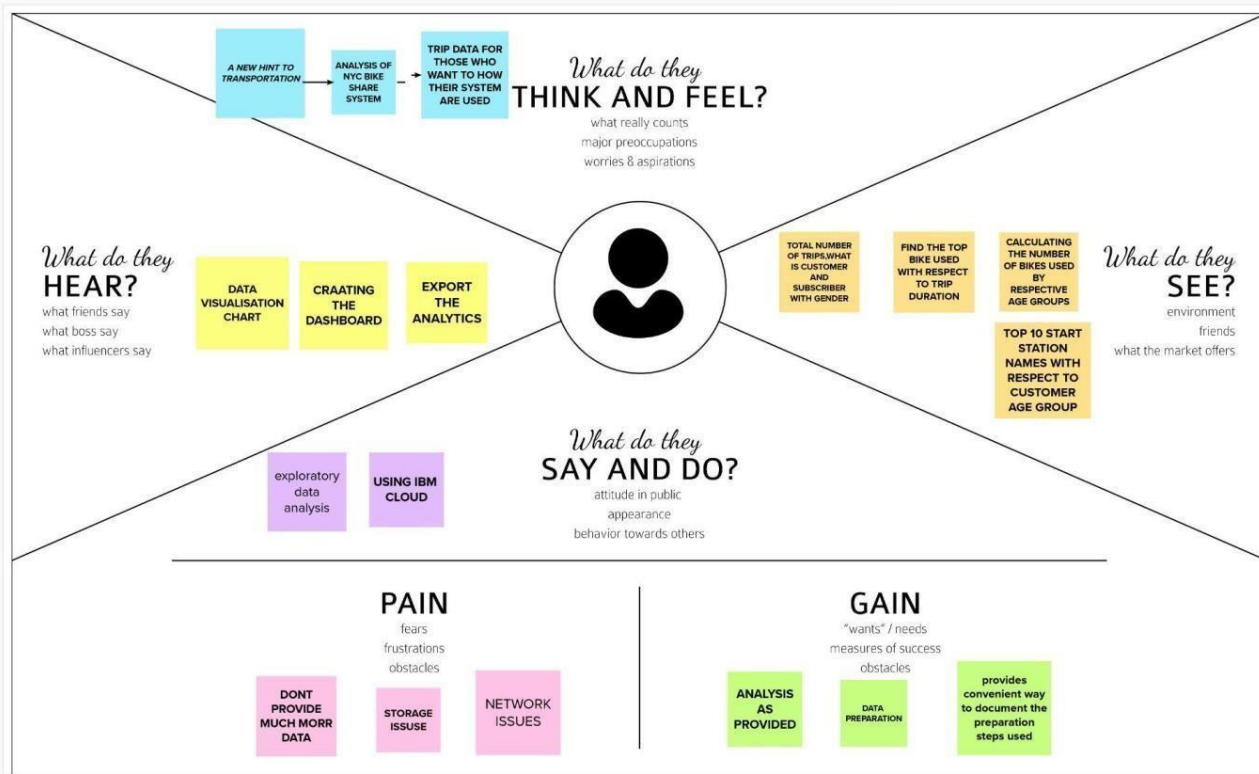 A NEW HINT TO
TRANSPORTATION
ANALYSIS OF
NYC BIKE
SHARE
SYSTEM
TRIP DATA FOR
THOSE WHO
WANT TO HOW
THEIR SYSTEM
ARE USED
What do they
THINK AND FEEL?
what really counts
major preoccupations
worries & aspirations
What do they
HEAR?
what friends say
what boss say
what influencers say
DATA
VISUALISATION
CHART
CRAATING
THE
DASHBOARD
EXPORT
THE
ANALYTICS
TOTAL NUMBER
OF TRIPS,WHAT
IS CUSTOMER
AND
SUBSCRIBER
WITH GENDER
FIND THE TOP
BIKE USED
WITH RESPECT
TO TRIP
DURATION
CALCULATING
THE NUMBER
OF BIKES USED
BY
RESPECTIVE
AGE GROUPS
TOP 10 START
STATION
NAMES WITH
RESPECT TO
CUSTOMER
AGE GROUP
What do they
SEE?
environment
friends
what the market offers
What do they
SAY AND DO?
attitude in public
appearance
behavior towards others
exploratory
data
analysis
USING IBM
CLOUD
PAIN
fears
frustrations
obstacles
DONT
PROVIDE
MUCH MORR
DATA
STORAGE
ISSUSE
NETWORK
ISSUES
GAIN
"wants" / needs
measures of success
obstacles
ANALYSIS
AS
PROVIDED
DATA
PREPARATION
provides
convenient way
to document the
preparation
steps used